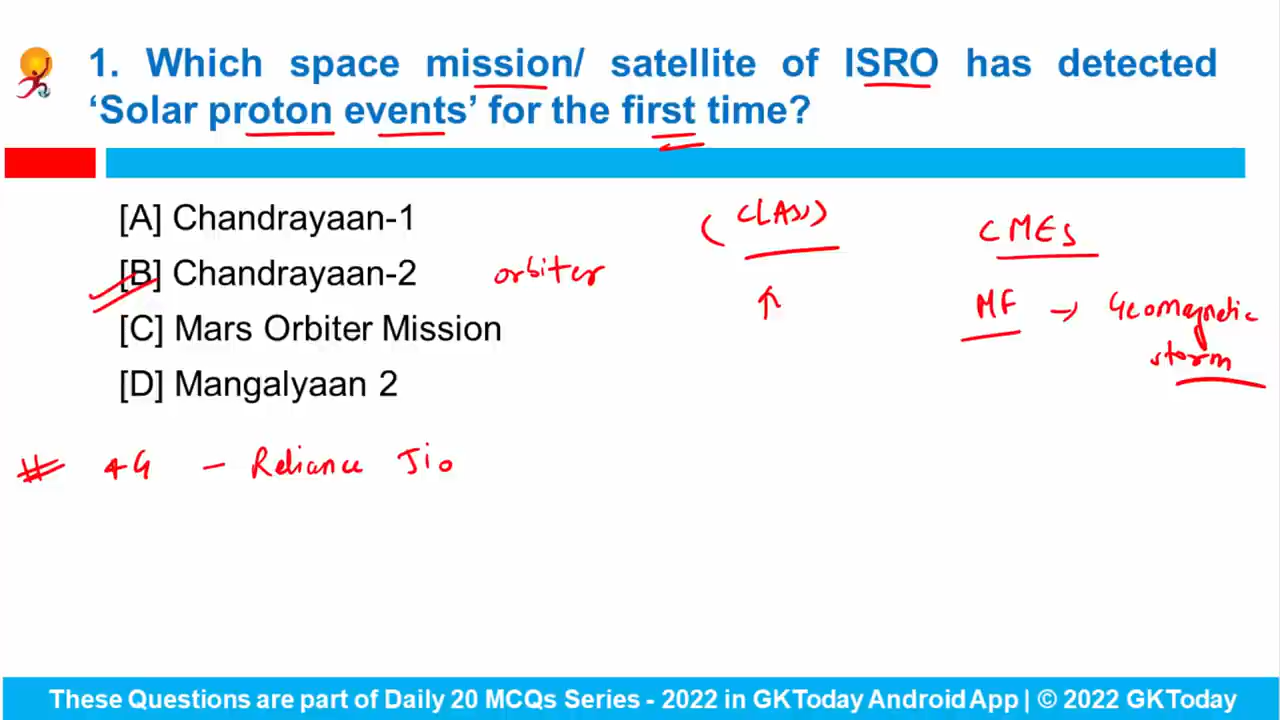 1. Which space mission/ satellite of ISRO has detected
‘Solar proton events’ for the first time?
[A] Chandrayaan-1
[B] Chandrayaan-2 orbiter
[C] Mars Orbiter Mission
[D] Mangalyaan 2
(CLASS)
CMEs
MF → Geomagnetic
storm
# 4G - Reliance Jio
These Questions are part of Daily 20 MCQs Series - 2022 in GKToday Android App | © 2022 GKToday